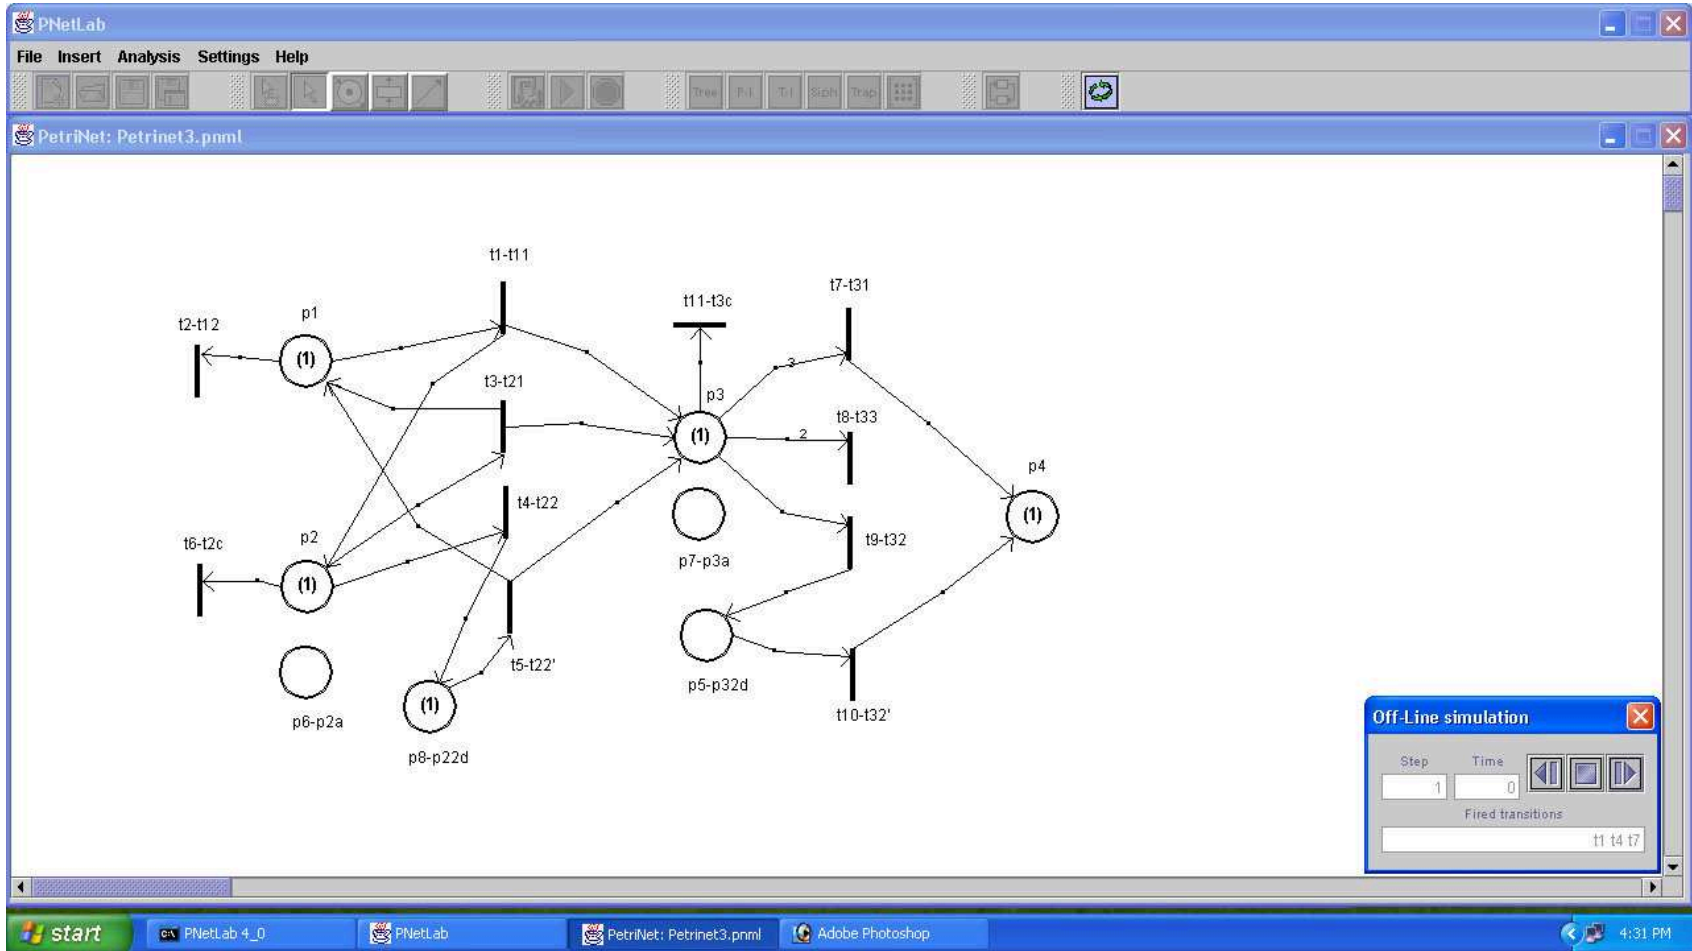 PNetLab
File Insert Analysis Settings Help
Tree P-I T-I Siph Trap
PetriNet: Petrinet3.pnml
t1-t11
t7-t31
t11-t3c
p1
t2-t12
(1)
3
t3-t21
p3
t8-t33
(1)
2
p4
t4-t22
(1)
p2
t6-t2c
t9-t32
p7-p3a
(1)
t5-t22'
p5-p32d
(1)
t10-t32'
p6-p2a
p8-p22d
Off-Line simulation
Step Time
1 0
Fired transitions
t1 t4 t7
start PNetLab 4_0 PNetLab PetriNet: Petrinet3.pnml Adobe Photoshop 4:31 PM